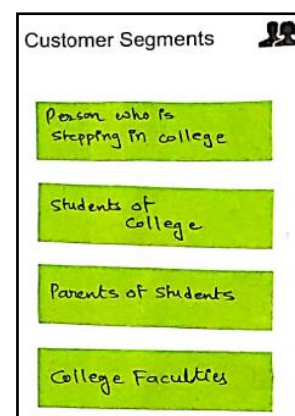 Customer Segments
Person who is
stepping in college
Students of
College
Parents of Students
College Faculties